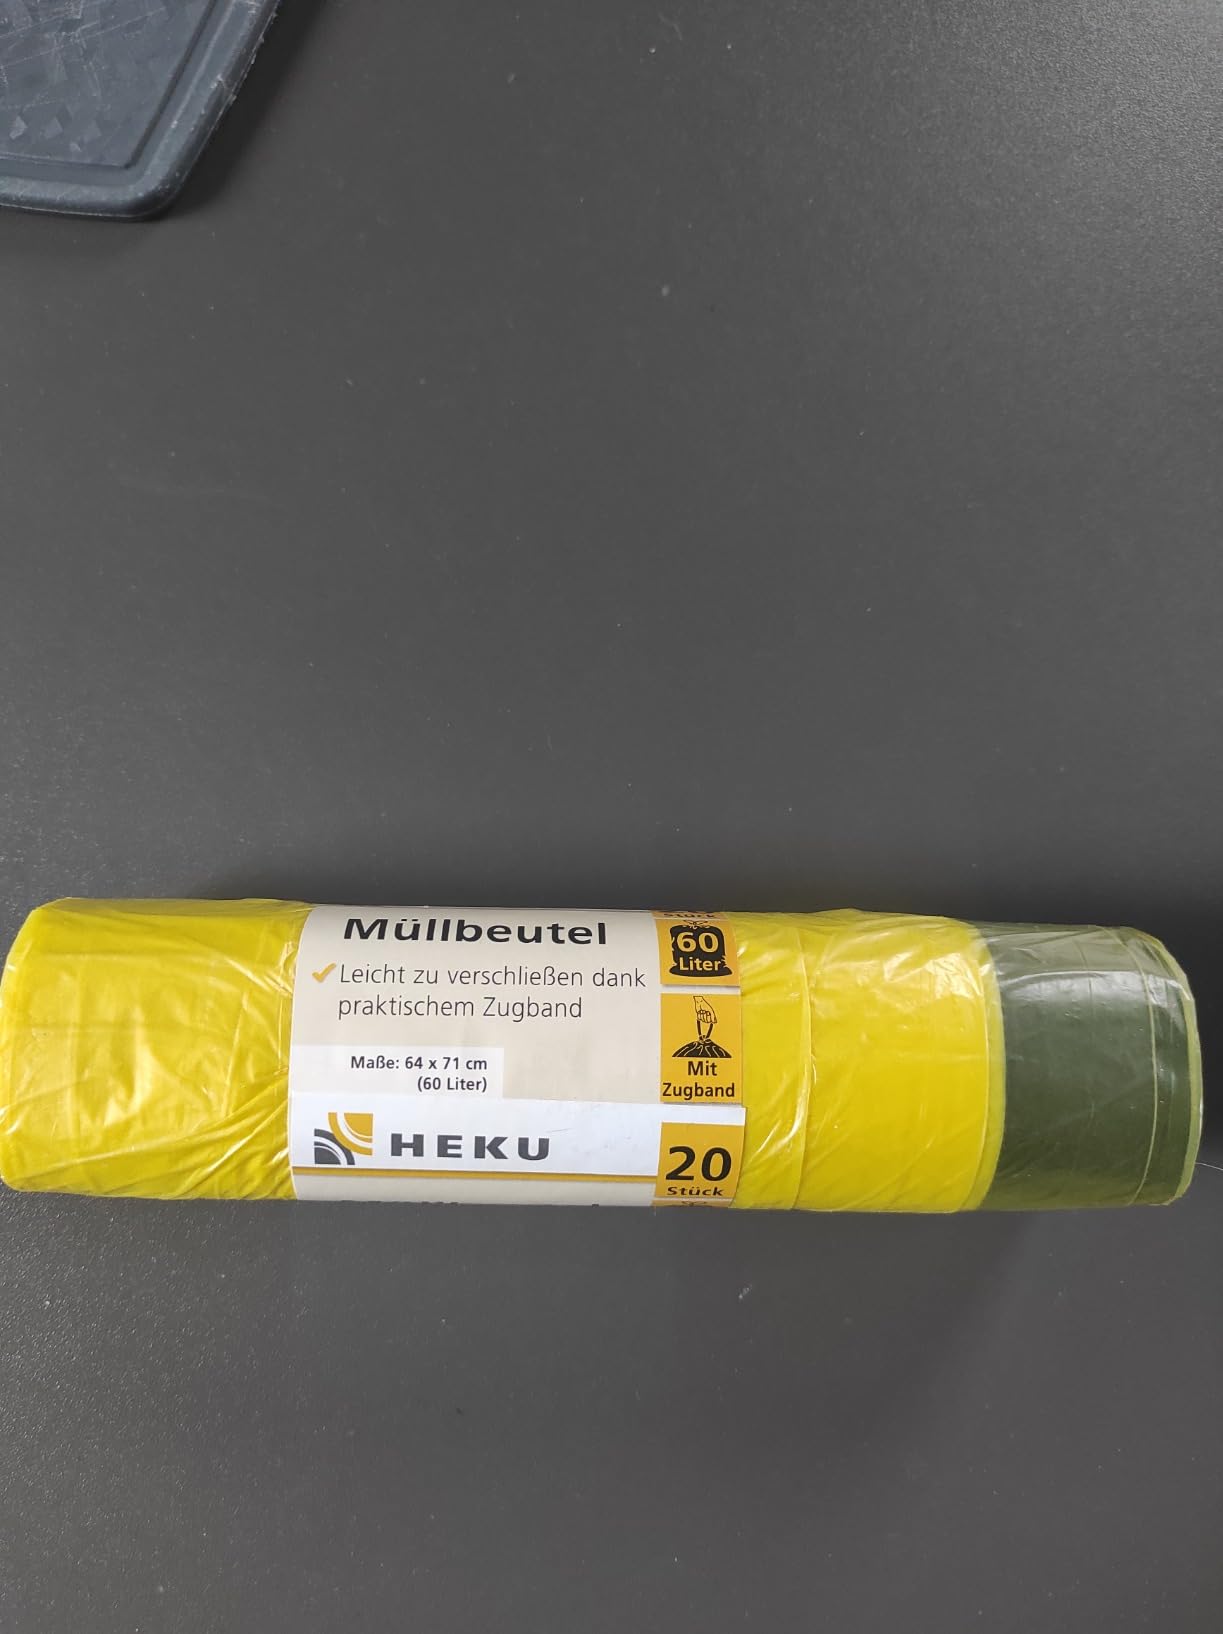 Müllbeutel
Leicht zu verschließen dank
praktischem Zugband
Maße: 64 x 71 cm
(60 Liter)
HEKU
Stück
60
Liter
Mit
Zugband
20
Stück